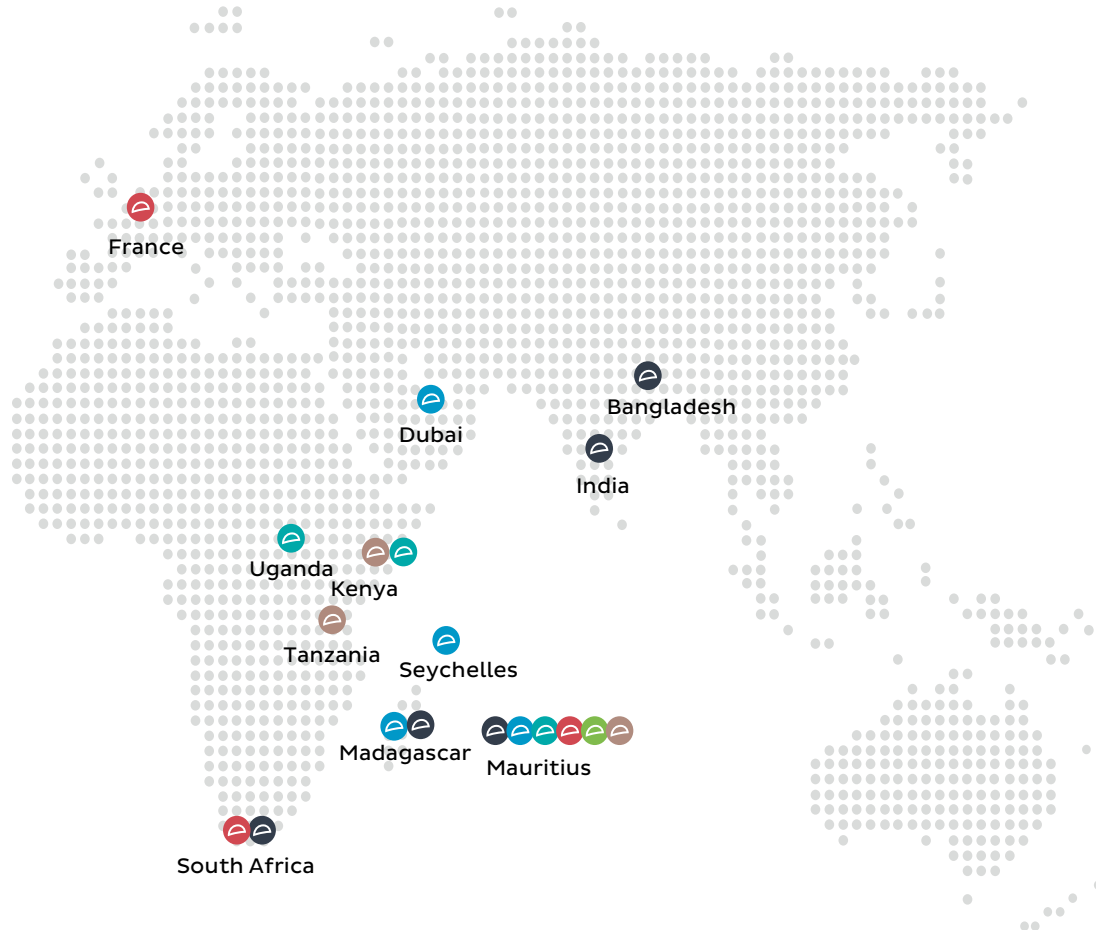 France
Bangladesh
Dubai
India
Uganda
Kenya
Tanzania
Seychelles
Madagascar
Mauritius
South Africa